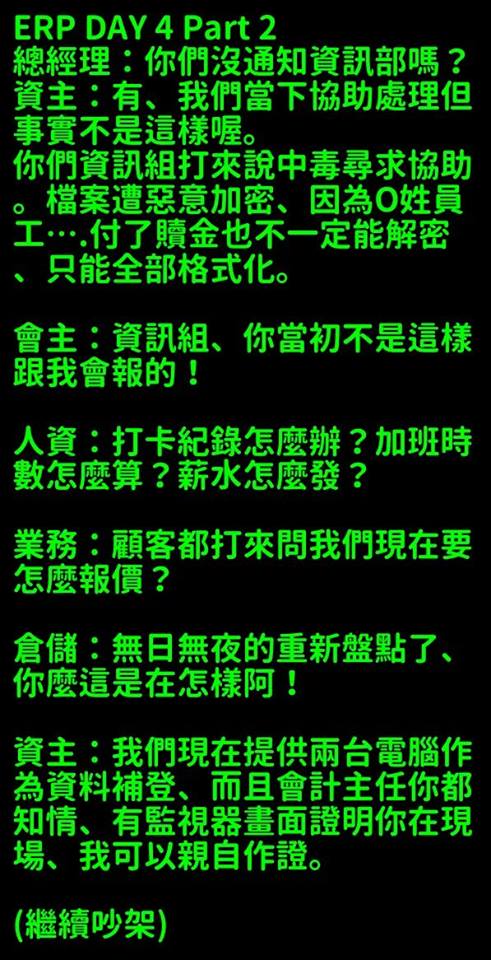 ERP DAY 4 Part 2
總經理：你們沒通知資訊部嗎？
資主：有、我們當下協助處理但
事實不是這樣喔。
你們資訊組打來說中毒尋求協助
。檔案遭惡意加密、因為O姓員
工….付了贖金也不一定能解密
、只能全部格式化。
會主：資訊組、你當初不是這樣
跟我會報的！
人資：打卡紀錄怎麼辦？加班時
數怎麼算？薪水怎麼發？
業務：顧客都打來問我們現在要
怎麼報價？
倉儲：無日無夜的重新盤點了、
你麼這是在怎樣阿！
資主：我們現在提供兩台電腦作
為資料補登、而且會計主任你都
知情、有監視器畫面證明你在現
場、我可以親自作證。
(繼續吵架)